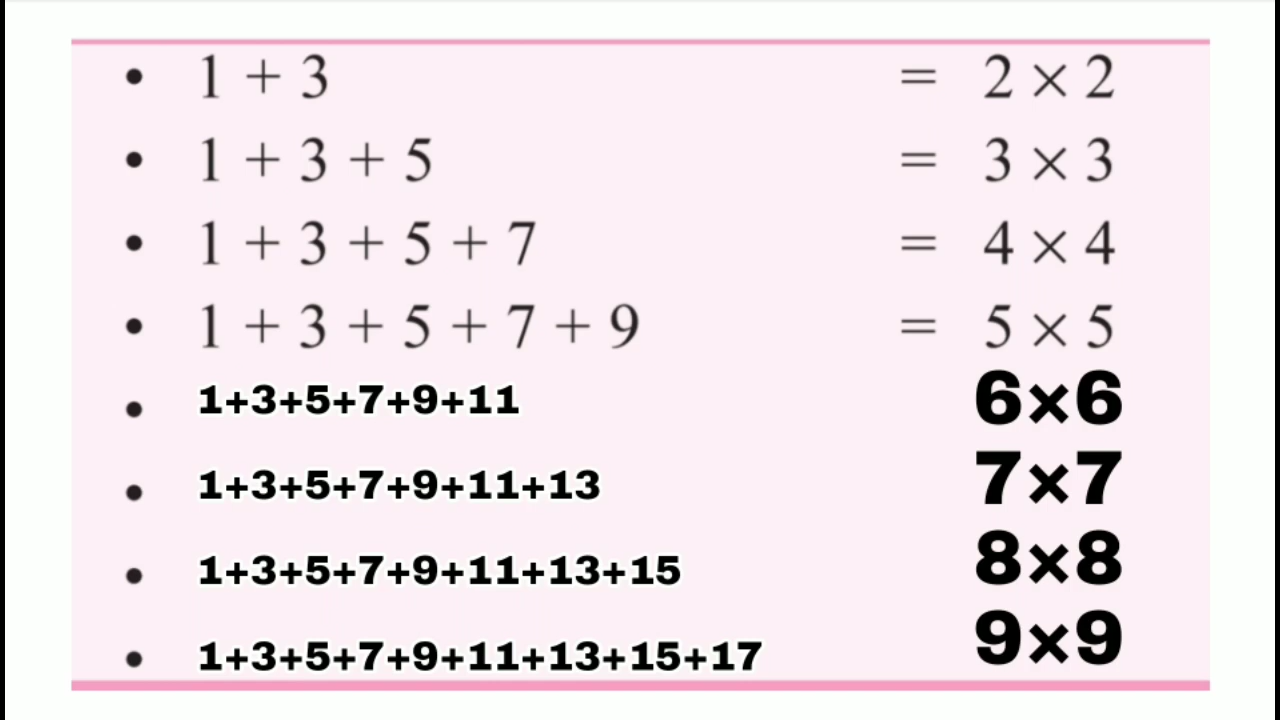 • 1 + 3 = 2 × 2
• 1 + 3 + 5 = 3 × 3
• 1 + 3 + 5 + 7 = 4 × 4
• 1 + 3 + 5 + 7 + 9 = 5 × 5
• 1+3+5+7+9+11 6×6
• 1+3+5+7+9+11+13 7×7
• 1+3+5+7+9+11+13+15 8×8
• 1+3+5+7+9+11+13+15+17 9×9